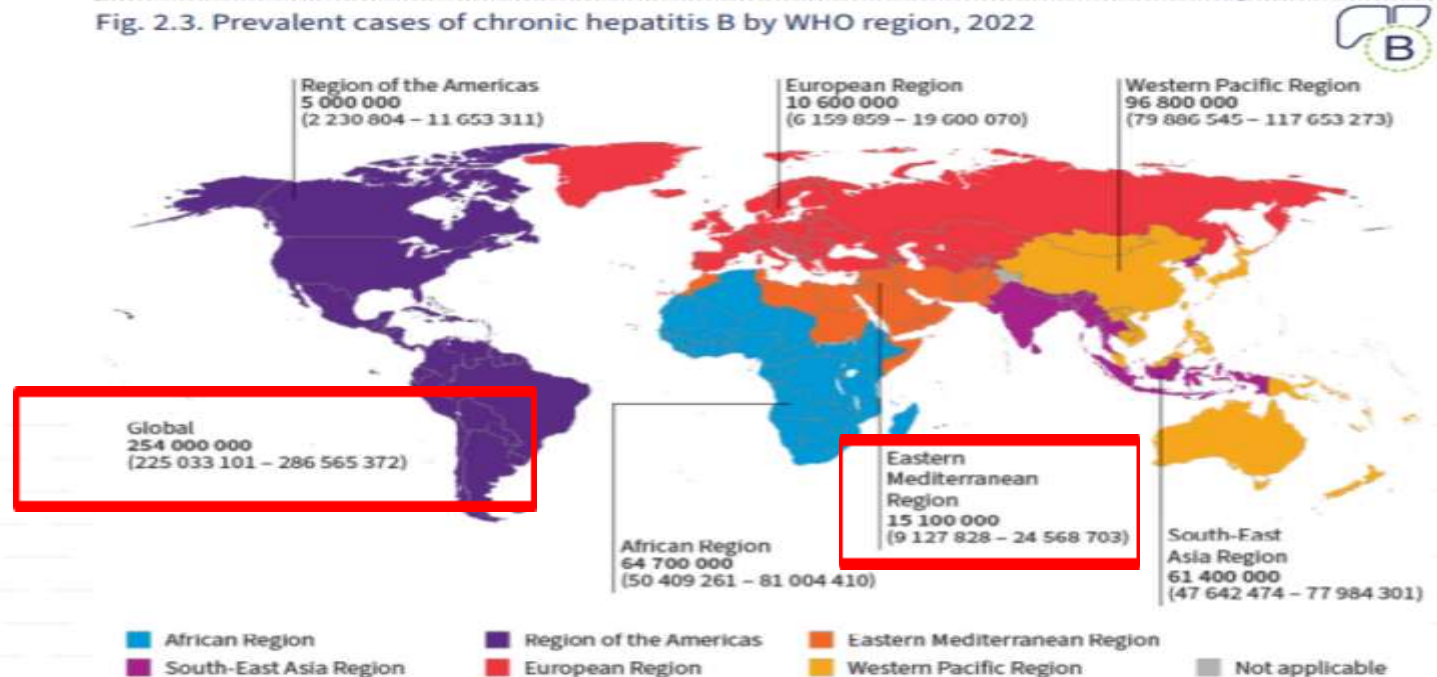 Fig. 2.3. Prevalent cases of chronic hepatitis B by WHO region, 2022
B
Region of the Americas
5 000 000
(2 230 804 – 11 653 311)
European Region
10 600 000
(6 159 859 – 19 600 070)
Western Pacific Region
96 800 000
(79 886 545 – 117 653 273)
Global
254 000 000
(225 033 101 – 286 565 372)
African Region
64 700 000
(50 409 261 – 81 004 410)
Eastern
Mediterranean
Region
15 100 000
(9 127 828 – 24 568 703)
South-East
Asia Region
61 400 000
(47 642 474 – 77 984 301)
African Region
Region of the Americas
Eastern Mediterranean Region
South-East Asia Region
European Region
Western Pacific Region
Not applicable